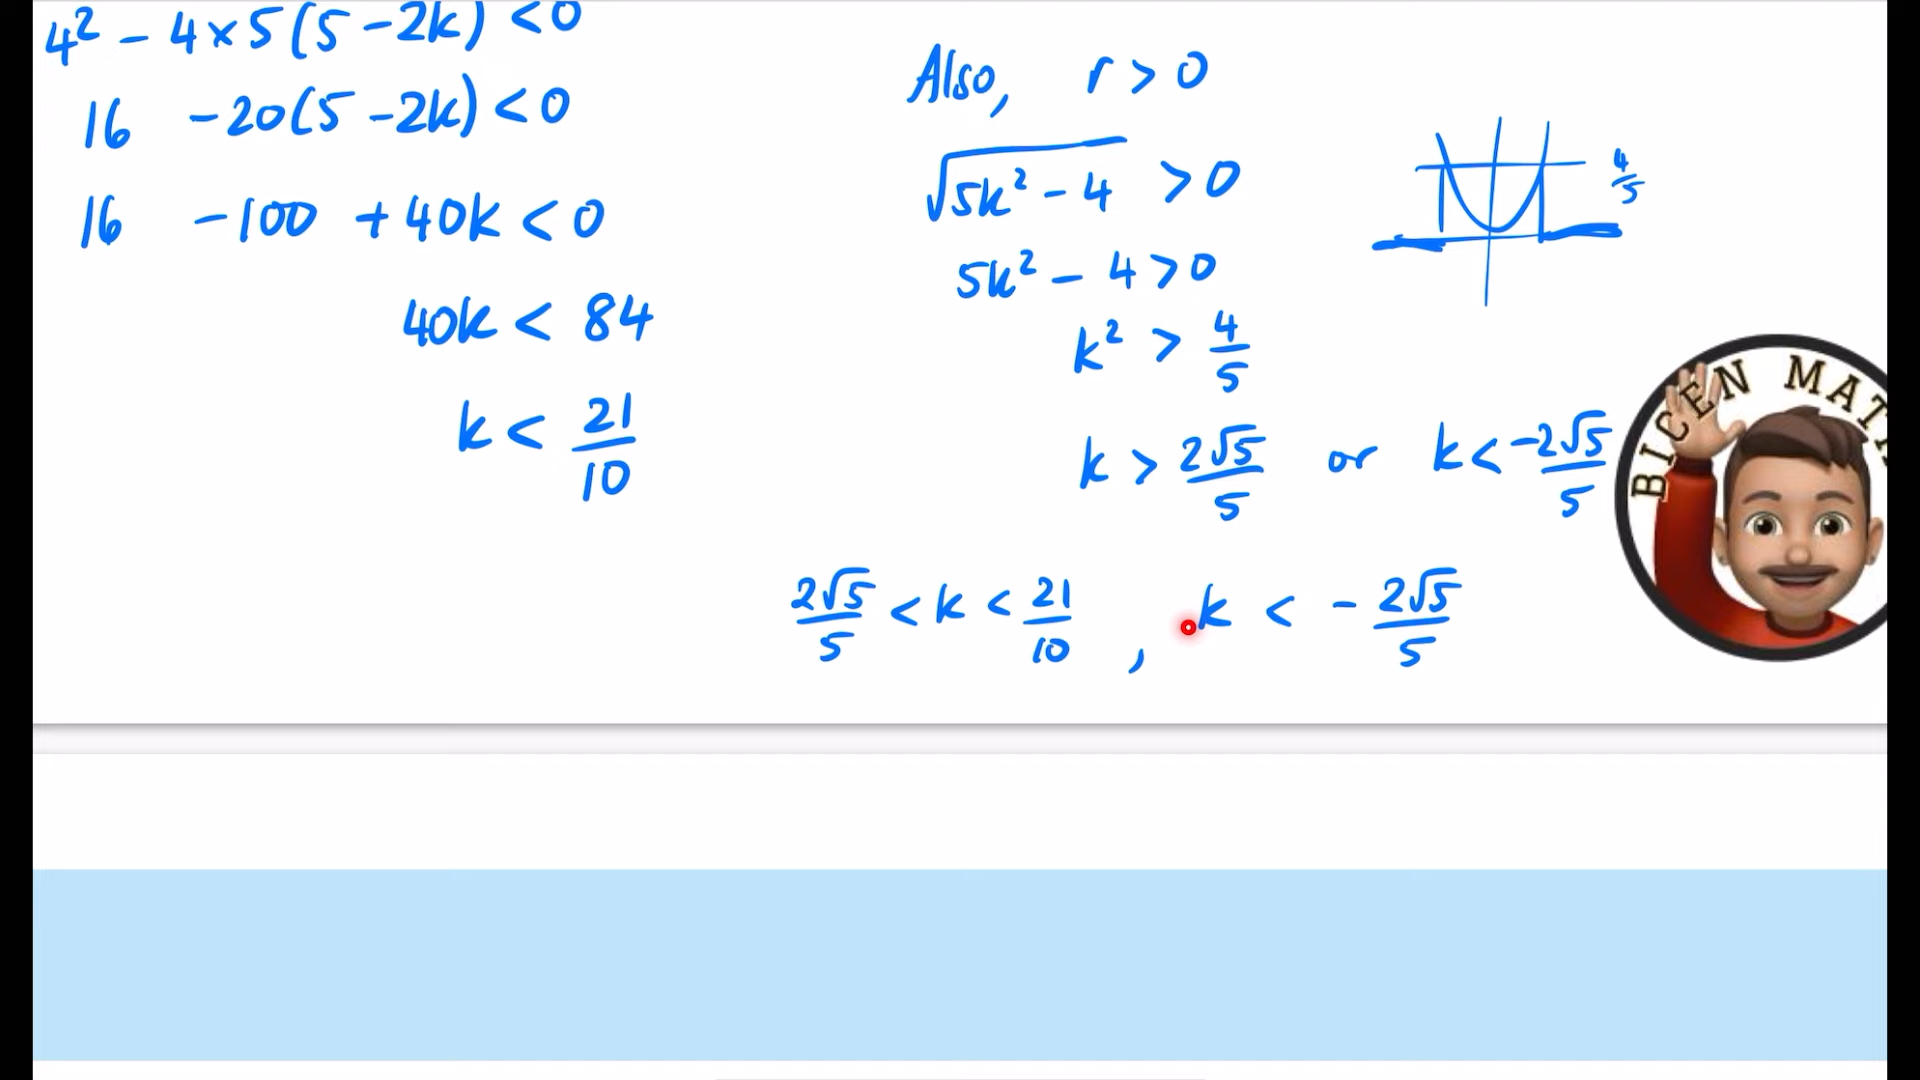 4² - 4×5(5-2k) < 0
16 -20(5-2k) < 0
16 -100 +40k < 0
40k < 84
k < 21/10
Also, r > 0
√(5k² - 4) > 0
5k² - 4 > 0
k² > 4/5
k > 2√5/5 or k < -2√5/5
2√5/5 < k < 21/10 , k < - 2√5/5
4/5
BICEN MAT